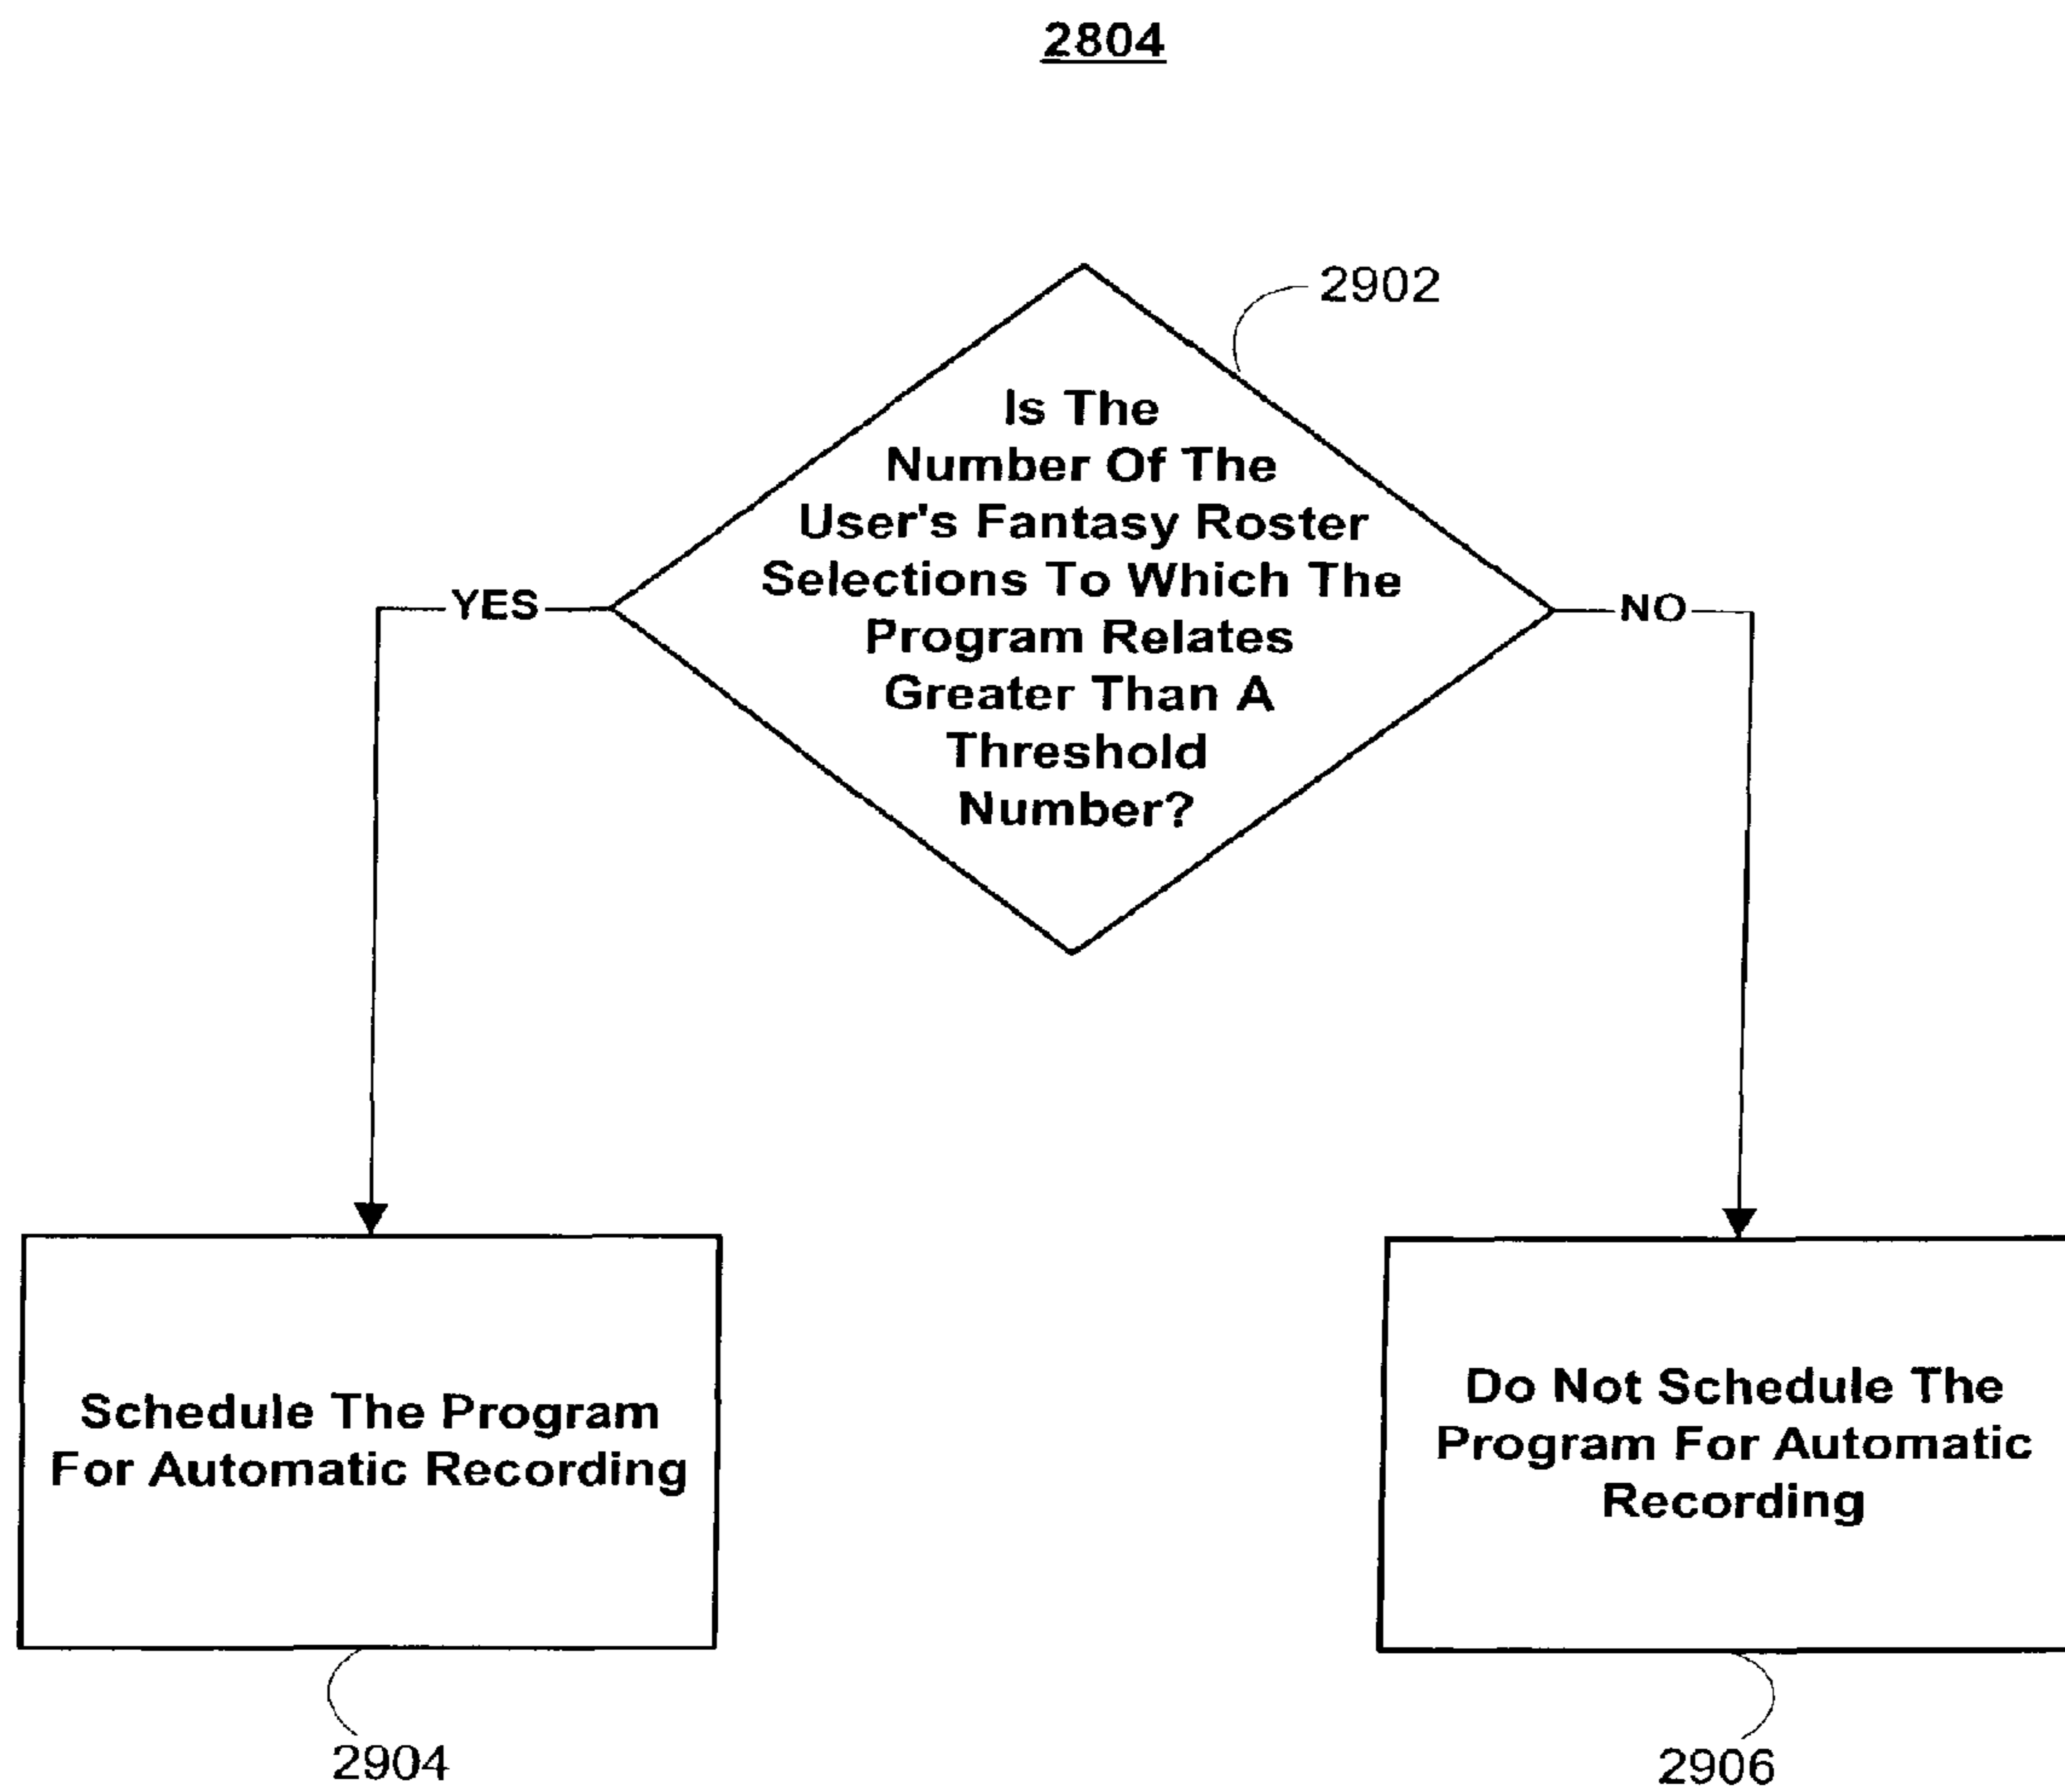 2804
2902
Is The
Number Of The
User's Fantasy Roster
Selections To Which The
Program Relates
Greater Than A
Threshold
Number?
YES
NO
Schedule The Program
For Automatic Recording
Do Not Schedule The
Program For Automatic
Recording
2904
2906